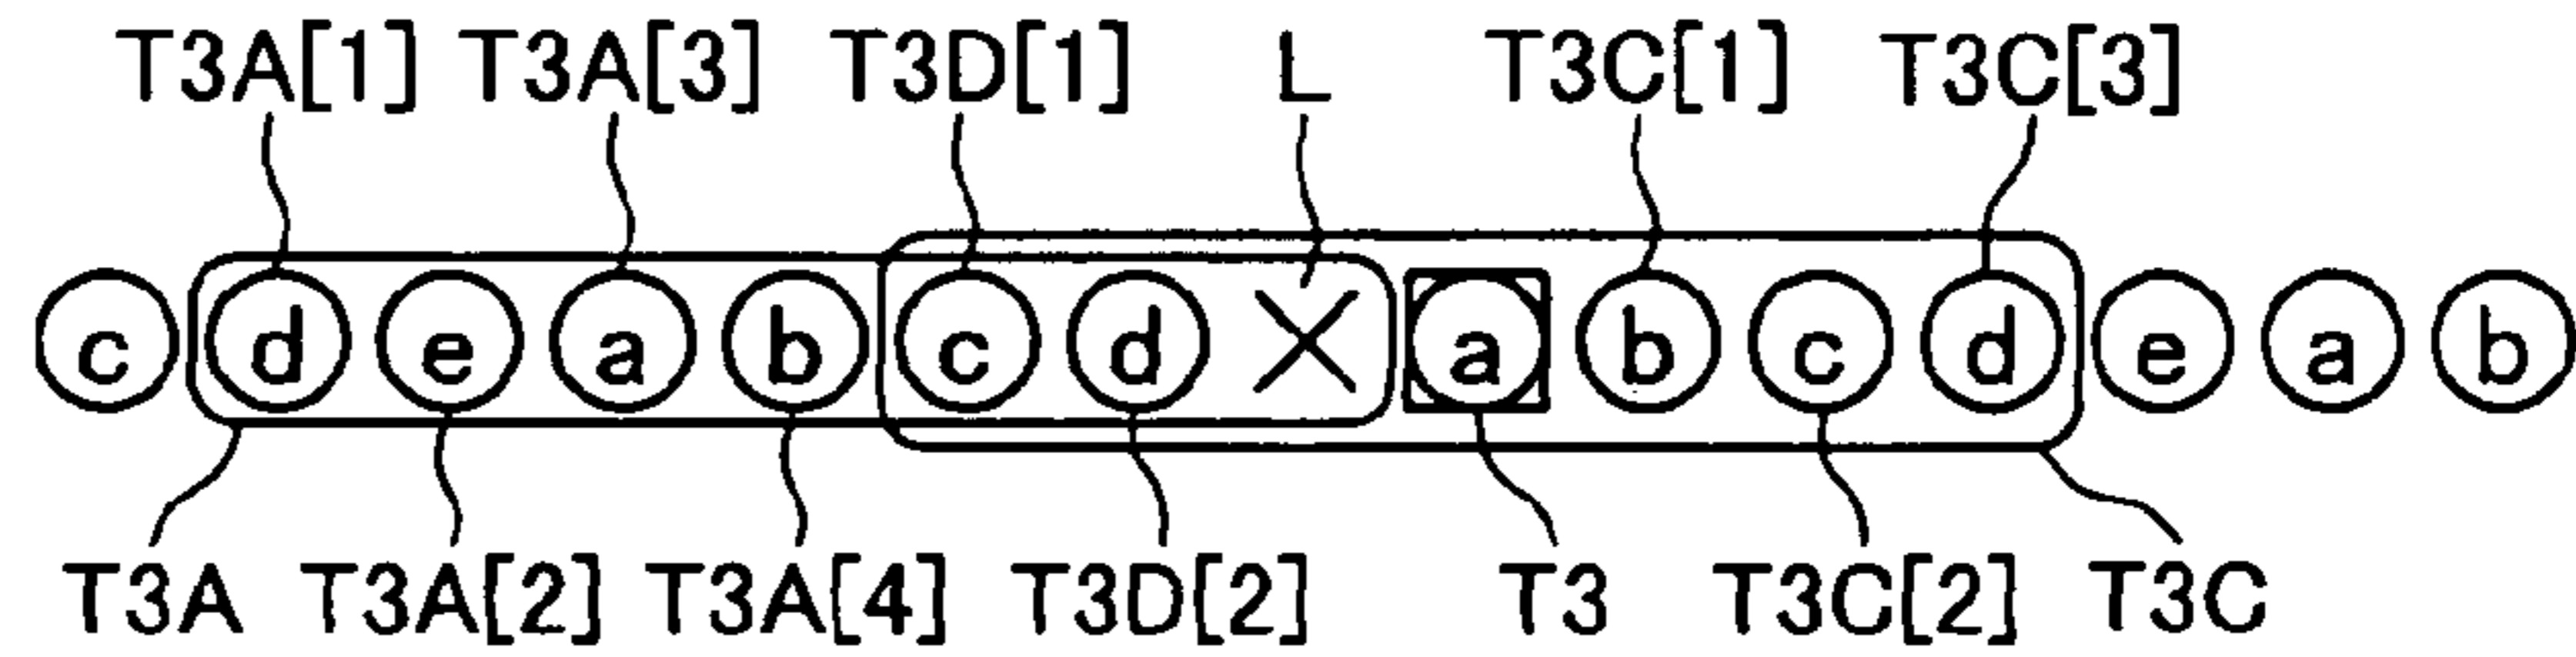 T3A[1] T3A[3] T3D[1] L T3C[1] T3C[3]
c d e a b c d a b c d e a b
T3A T3A[2] T3A[4] T3D[2] T3 T3C[2] T3C